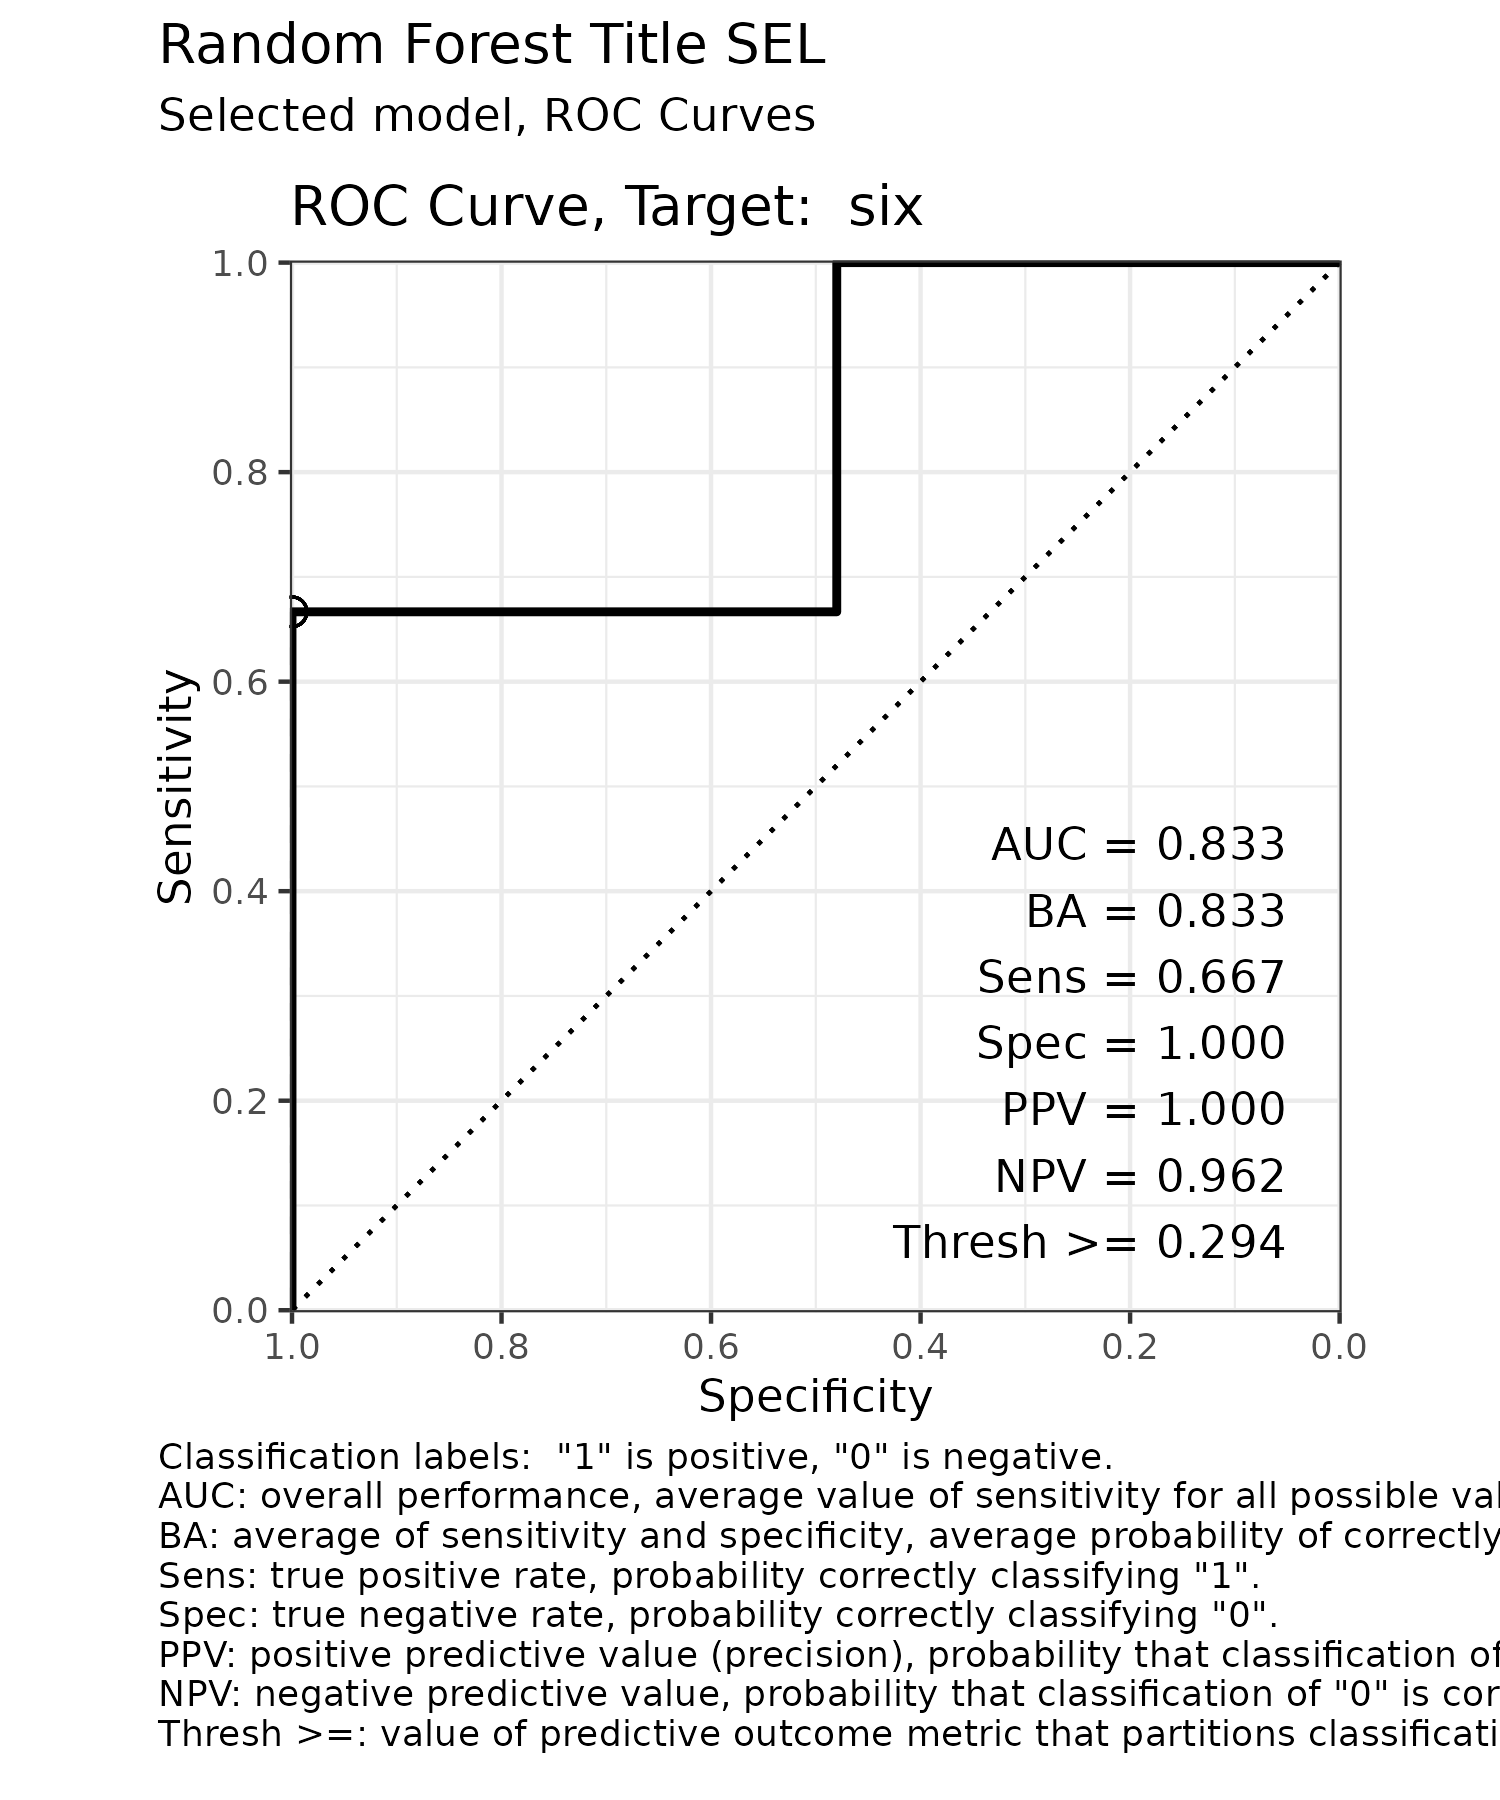 Random Forest Title SEL
Selected model, ROC Curves
ROC Curve, Target:  six
1.0
0.8
0.6
0.4
0.2
0.0
Sensitivity
AUC = 0.833
BA = 0.833
Sens = 0.667
Spec = 1.000
PPV = 1.000
NPV = 0.962
Thresh >= 0.294
1.0 0.8 0.6 0.4 0.2 0.0
Specificity
Classification labels:  "1" is positive, "0" is negative.
AUC: overall performance, average value of sensitivity for all possible
BA: average of sensitivity and specificity, average probability of correctly
Sens: true positive rate, probability correctly classifying "1".
Spec: true negative rate, probability correctly classifying "0".
PPV: positive predictive value (precision), probability that classification of
NPV: negative predictive value, probability that classification of "0" is
Thresh >=: value of predictive outcome metric that partitions